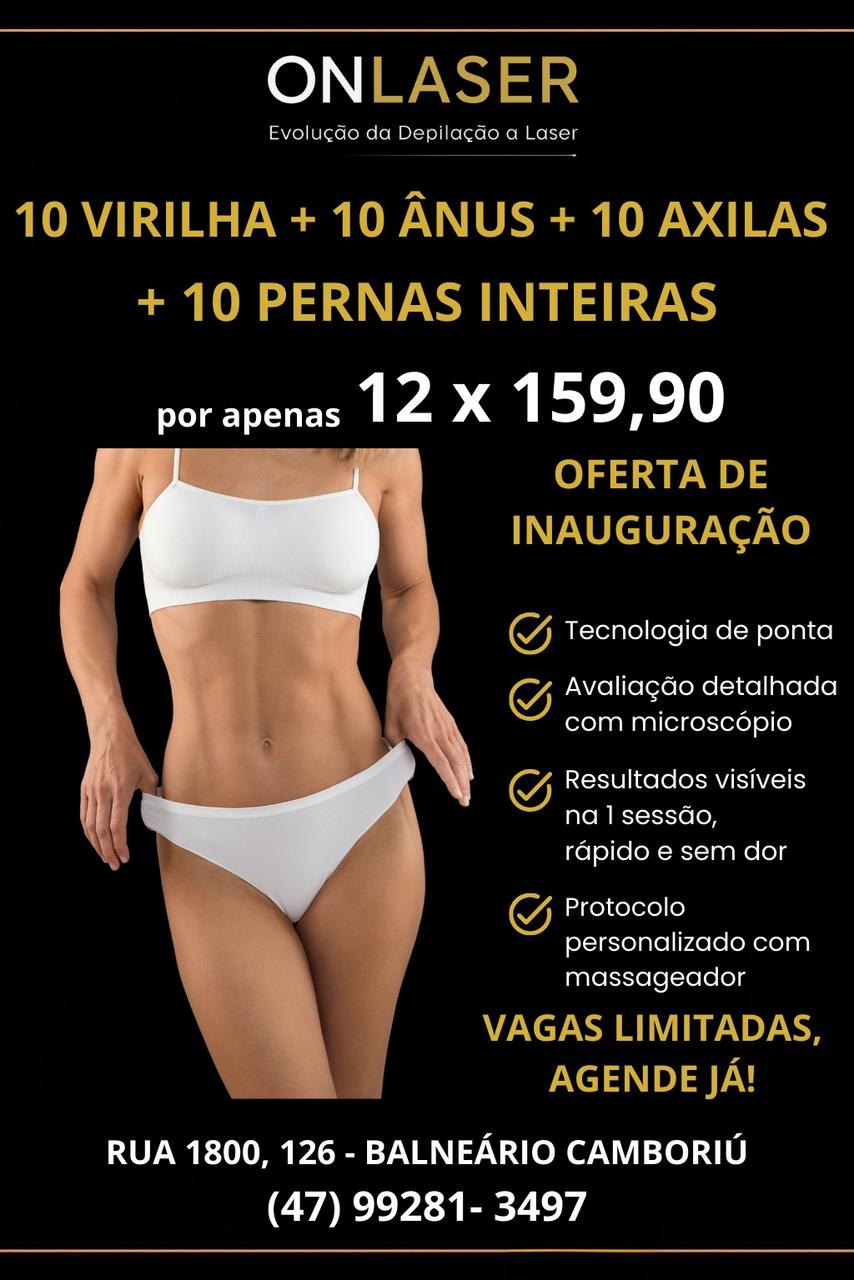 ONLASER
Evolução da Depilação a Laser
10 VIRILHA + 10 ÂNUS + 10 AXILAS
+ 10 PERNAS INTEIRAS
por apenas 12 x 159,90
OFERTA DE
INAUGURAÇÃO
Tecnologia de ponta
Avaliação detalhada
com microscópio
Resultados visíveis
na 1 sessão,
rápido e sem dor
Protocolo
personalizado com
massageador
VAGAS LIMITADAS,
AGENDE JÁ!
RUA 1800, 126 - BALNEÁRIO CAMBORIÚ
(47) 99281- 3497